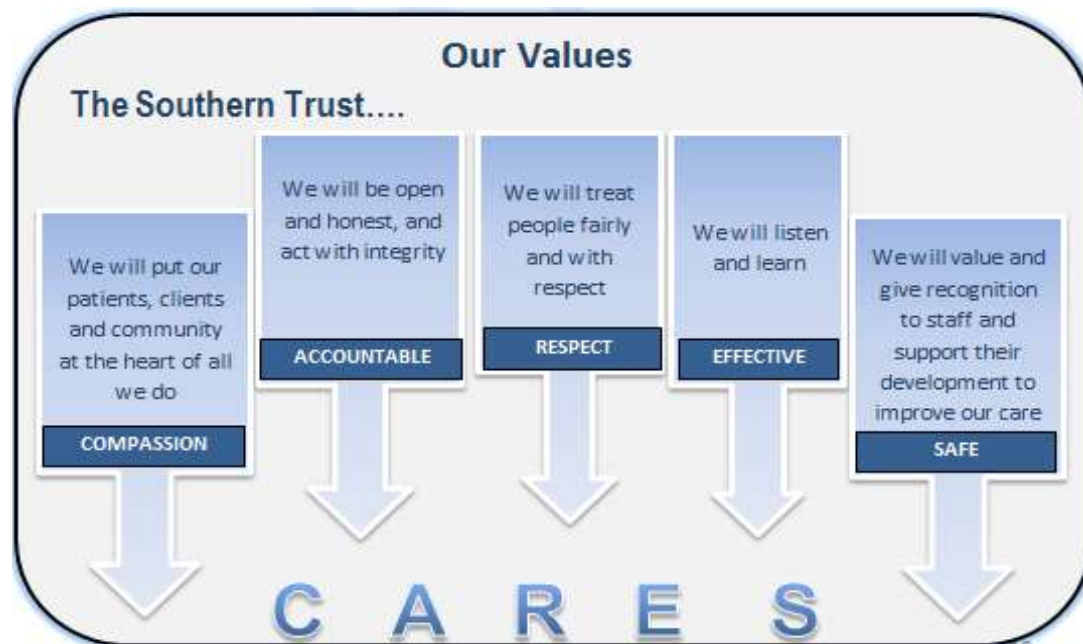 Our Values
The Southern Trust....
We will put our
patients, clients
and community
at the heart of all
we do
COMPASSION
We will be open
and honest, and
act with integrity
ACCOUNTABLE
We will treat
people fairly
and with
respect
RESPECT
We will listen
and learn
EFFECTIVE
We will value and
give recognition
to staff and
support their
development to
improve our care
SAFE
C A R E S